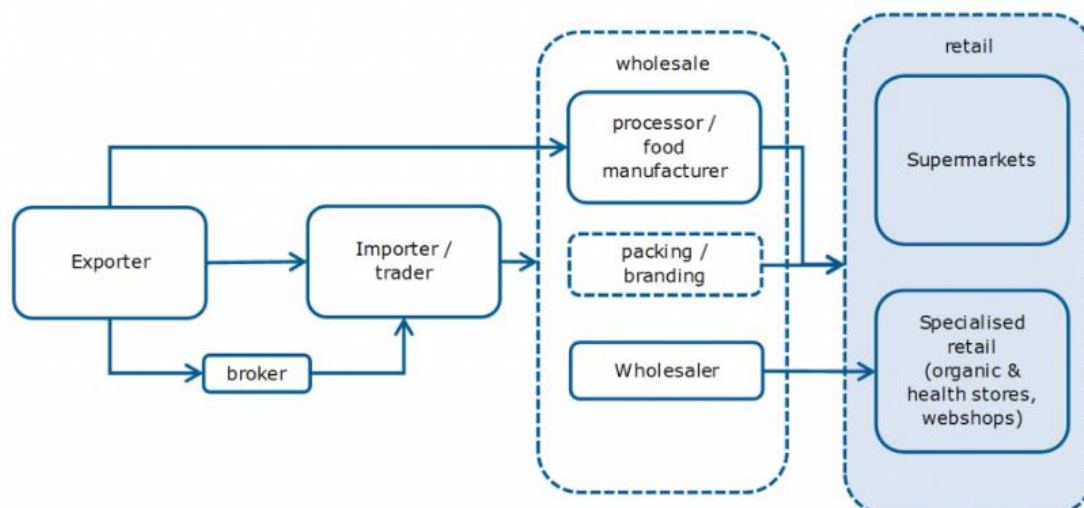 Exporter
broker
Importer /
trader
wholesale
processor /
food
manufacturer
packing /
branding
Wholesaler
retail
Supermarkets
Specialised
retail
(organic &
health stores,
webshops)